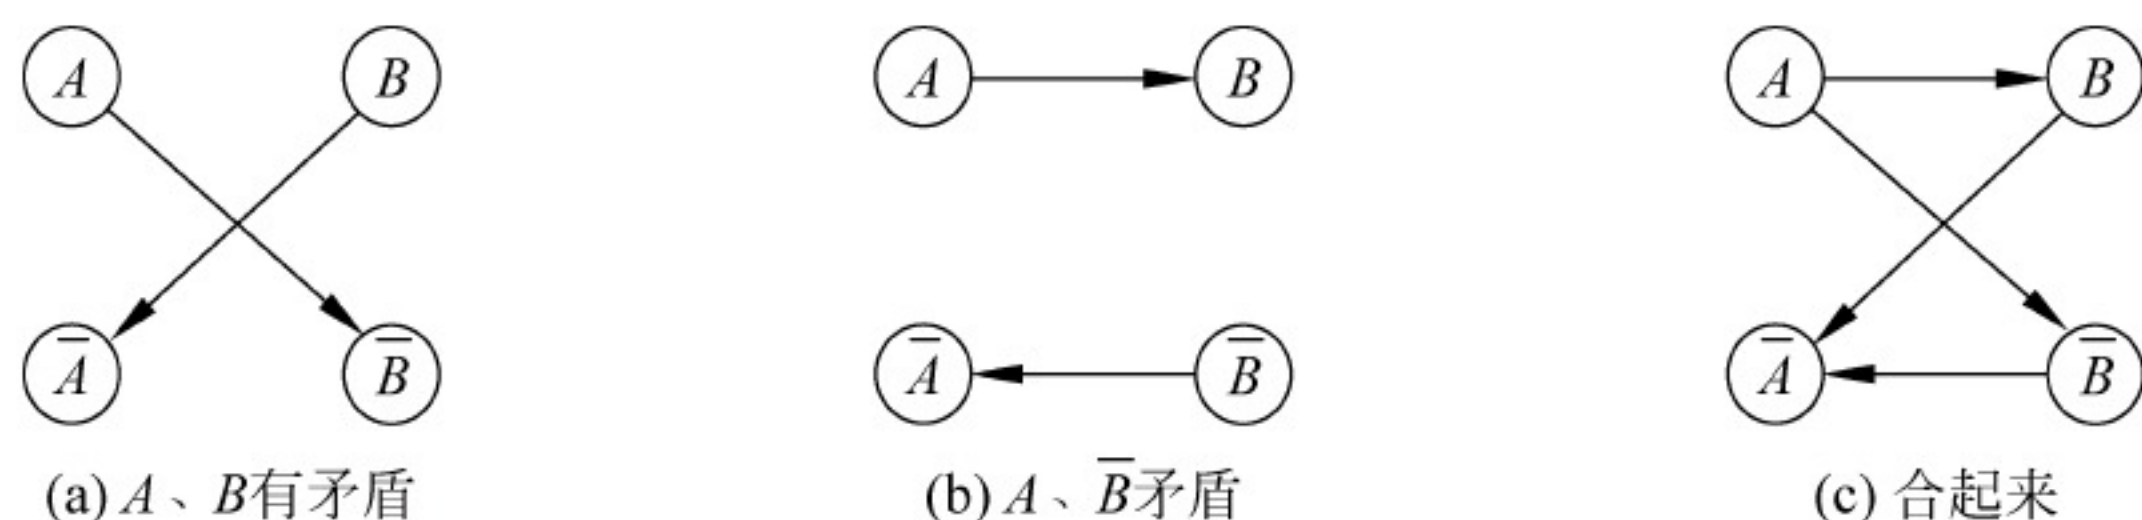 A B A B A B
A̅ B̅ A̅ B̅ A̅ B̅
(a) A、B有矛盾 (b) A、B̅矛盾 (c) 合起来